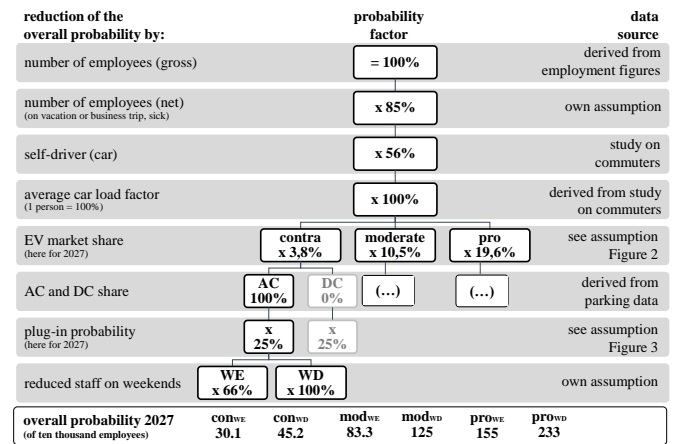 reduction of the overall probability by:
probability factor
data source
number of employees (gross)
= 100%
derived from employment figures
number of employees (net)
(on vacation or business trip, sick)
x 85%
own assumption
self-driver (car)
x 56%
study on commuters
average car load factor
(1 person = 100%)
x 100%
derived from study on commuters
EV market share
(here for 2027)
contra
x 3,8%
moderate
x 10,5%
pro
x 19,6%
see assumption
Figure 2
AC and DC share
AC
100%
DC
0%
(…)
(…)
derived from
parking data
plug-in probability
(here for 2027)
x
25%
x
25%
see assumption
Figure 3
reduced staff on weekends
WE
x 66%
WD
x 100%
own assumption
overall probability 2027
(of ten thousand employees)
conWE conWD modWE modWD proWE proWD
30.1 45.2 83.3 125 155 233